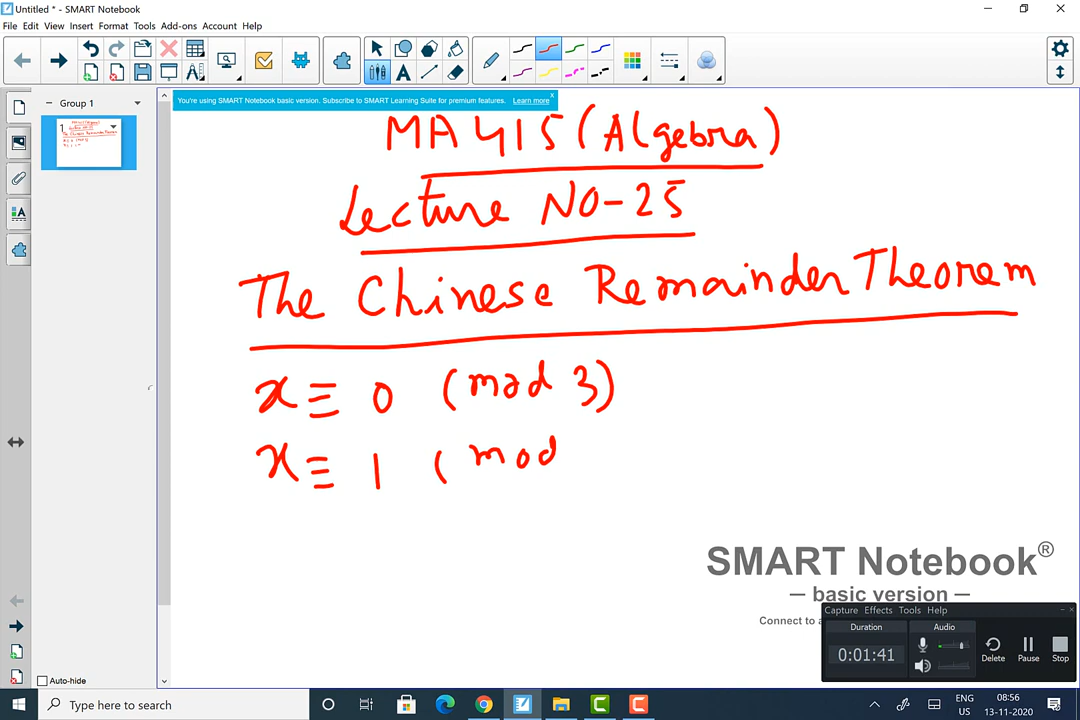 Untitled * - SMART Notebook
File Edit View Insert Format Tools Add-ons Account Help
Group 1
You're using SMART Notebook basic version. Subscribe to SMART Learning Suite for premium features. Learn more x
MA 415 (Algebra)
Lecture NO-25
The Chinese Remainder Theorem
x ≡ 0 (mod 3)
x ≡ 1 ( mod
SMART Notebook®
— basic version —
Connect to a
Capture Effects Tools Help
Duration Audio
0:01:41
Delete Pause Stop
Auto-hide
Type here to search
ENG
US
08:56
13-11-2020